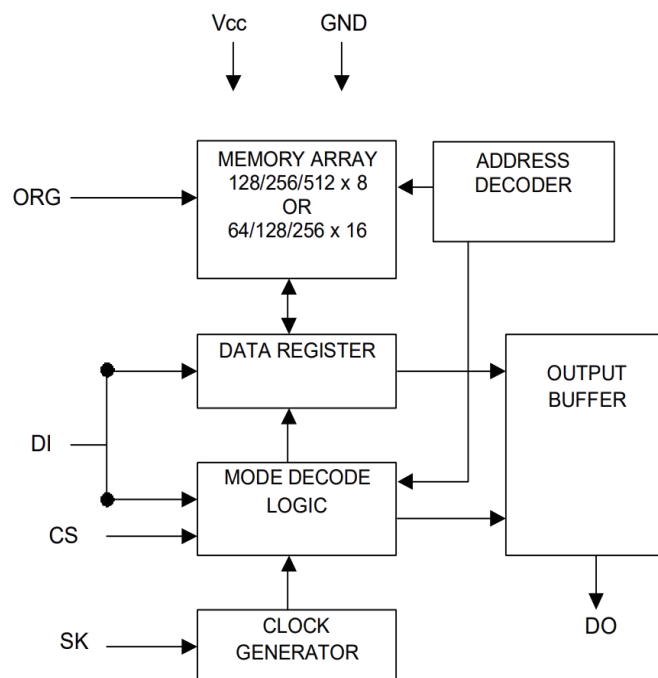 Vcc
GND
MEMORY ARRAY
128/256/512 x 8
OR
64/128/256 x 16
ADDRESS
DECODER
ORG
DATA REGISTER
OUTPUT
BUFFER
DI
MODE DECODE
LOGIC
CS
CLOCK
GENERATOR
SK
DO